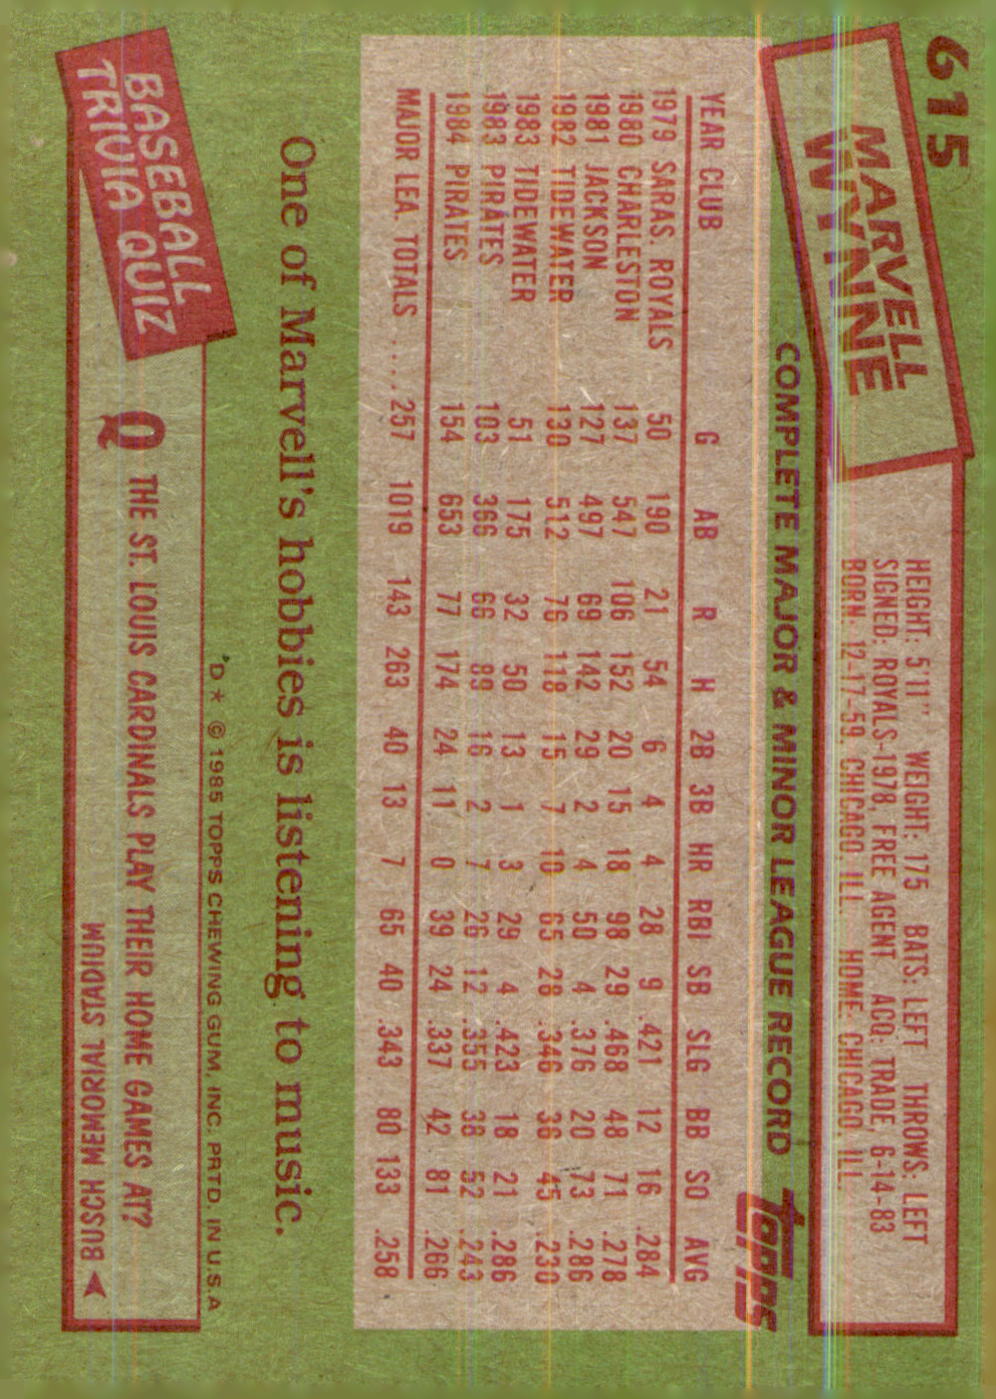 615
MARVELL
WYNNE
HEIGHT: 5'11" WEIGHT: 175 BATS: LEFT THROWS: LEFT
SIGNED: ROYALS-1978, FREE AGENT ACQ: TRADE, 6-14-83
BORN: 12-17-59, CHICAGO, ILL. HOME: CHICAGO, ILL.
COMPLETE MAJOR & MINOR LEAGUE RECORD topps
YEAR CLUB G AB R H 2B 3B HR RBI SB SLG BB SO AVG
1979 SARAS. ROYALS 50 190 21 54 6 4 4 28 9 .421 12 16 .284
1980 CHARLESTON 137 547 106 152 20 15 18 98 29 .468 48 71 .278
1981 JACKSON 127 497 69 142 29 2 4 50 4 .376 20 73 .286
1982 TIDEWATER 130 512 76 118 15 7 10 65 28 .346 36 45 .230
1983 TIDEWATER 51 175 32 50 13 1 3 29 4 .423 18 21 .286
1983 PIRATES 103 366 66 89 16 2 7 26 12 .355 38 52 .243
1984 PIRATES 154 653 77 174 24 11 0 39 24 .337 42 81 .266
MAJOR LEA. TOTALS .... 257 1019 143 263 40 13 7 65 40 .343 80 133 .258
One of Marvell's hobbies is listening to music.
*D* © 1985 TOPPS CHEWING GUM, INC. PRTD. IN U.S.A
BASEBALL
TRIVIA QUIZ
Q THE ST. LOUIS CARDINALS PLAY THEIR HOME GAMES AT?
BUSCH MEMORIAL STADIUM